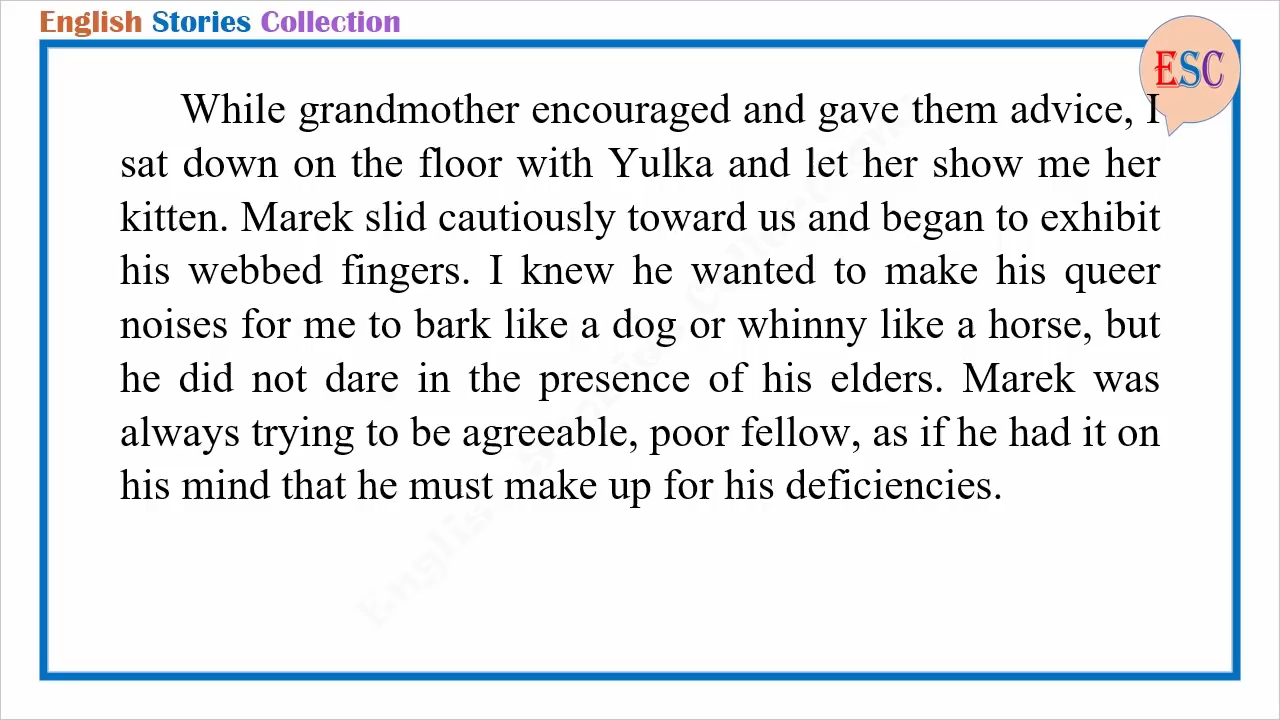 English Stories Collection
ESC
While grandmother encouraged and gave them advice, I
sat down on the floor with Yulka and let her show me her
kitten. Marek slid cautiously toward us and began to exhibit
his webbed fingers. I knew he wanted to make his queer
noises for me to bark like a dog or whinny like a horse, but
he did not dare in the presence of his elders. Marek was
always trying to be agreeable, poor fellow, as if he had it on
his mind that he must make up for his deficiencies.